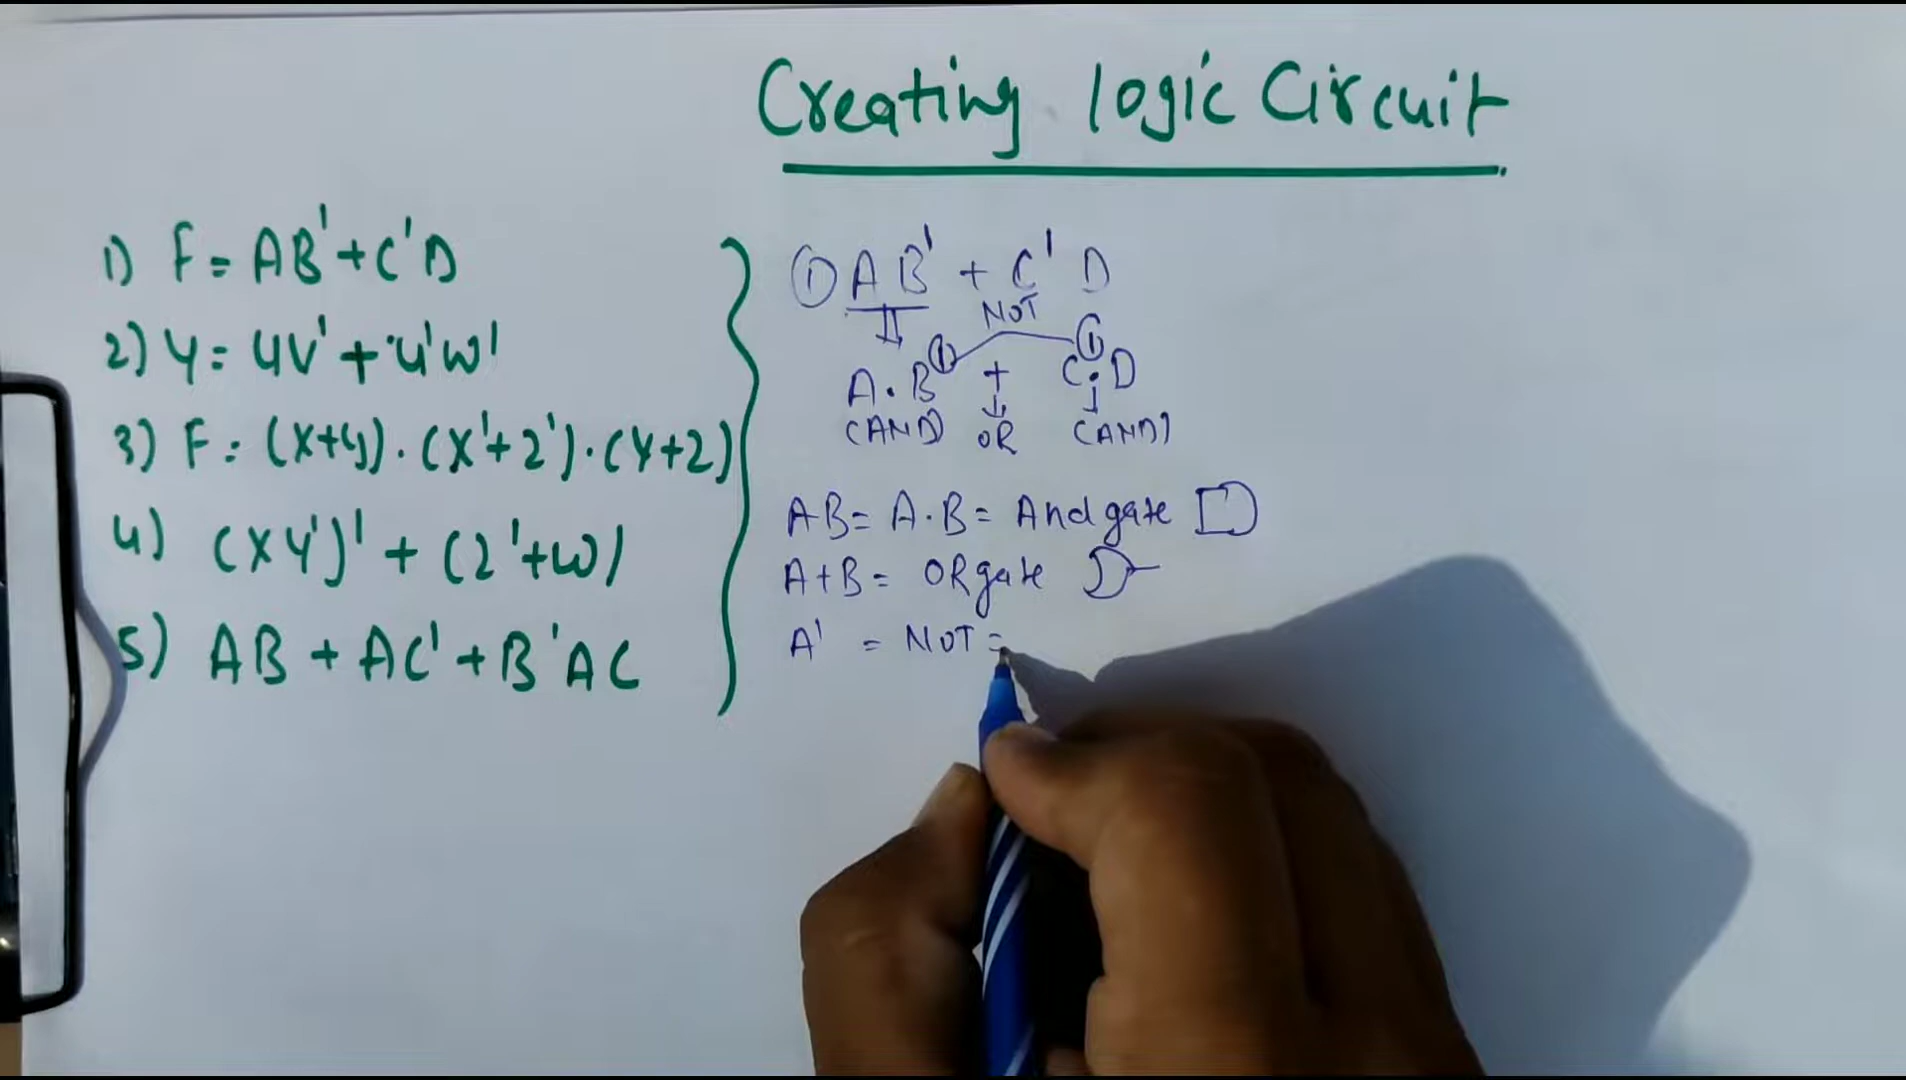 Creating logic Circuit
1) F = AB' + C'D
2) Y = UV' + U'W'
3) F = (X+Y) . (X'+Z') . (Y+Z)
4) (XY')' + (Z'+W)
5) AB + AC' + B'AC
① AB' + C'D
NOT
A . B' + C' . D
(AND) OR (AND)
AB = A.B = And gate
A+B = OR gate
A' = NOT =